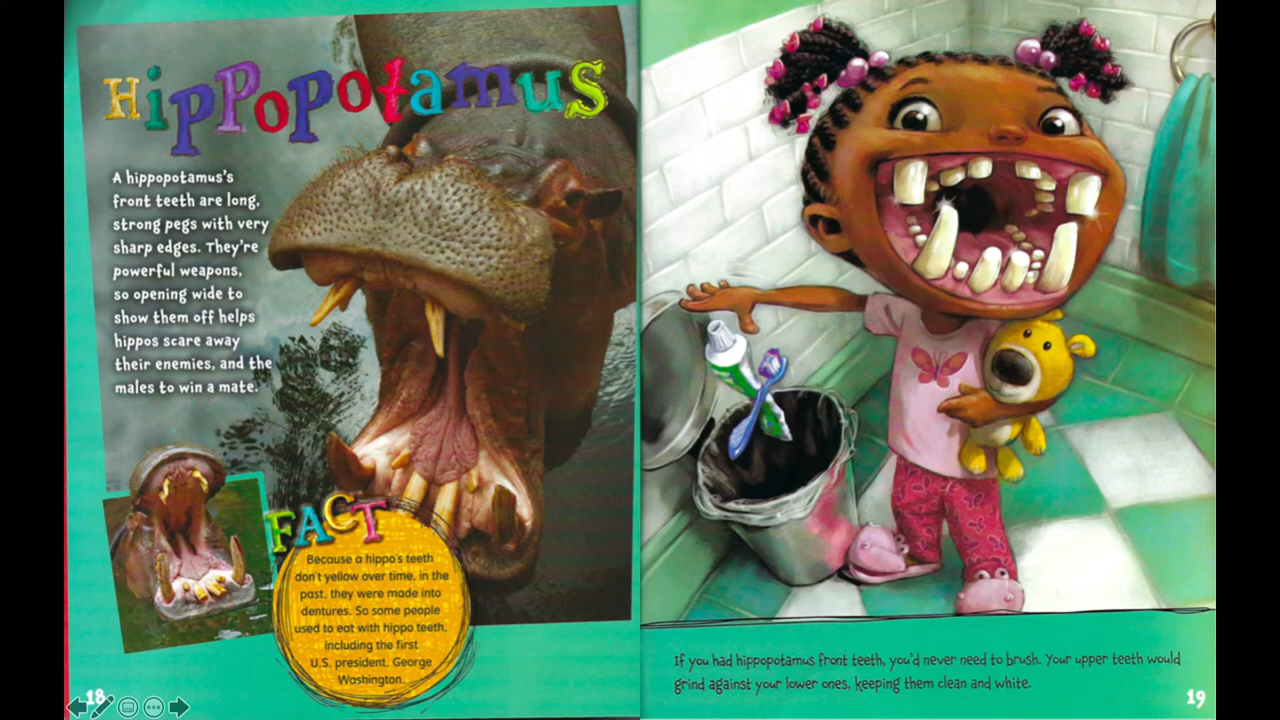 HippopotamuS
A hippopotamus's
front teeth are long,
strong pegs with very
sharp edges. They're
powerful weapons,
so opening wide to
show them off helps
hippos scare away
their enemies, and the
males to win a mate.
FACT
Because a hippo's teeth
don't yellow over time, in the
past, they were made into
dentures. So some people
used to eat with hippo teeth,
including the first
U.S. president, George
Washington.
18
If you had hippopotamus front teeth, you'd never need to brush. Your upper teeth would
grind against your lower ones, keeping them clean and white.
19